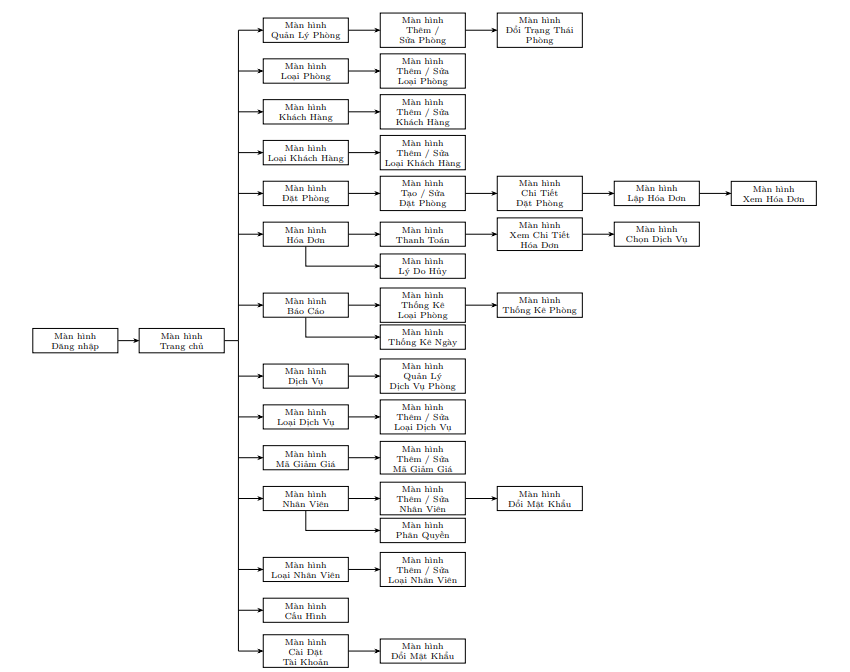 Màn hình
Quản Lý Phòng
Màn hình
Thêm /
Sửa Phòng
Màn hình
Đổi Trạng Thái
Phòng
Màn hình
Loại Phòng
Màn hình
Thêm / Sửa
Loại Phòng
Màn hình
Khách Hàng
Màn hình
Thêm / Sửa
Khách Hàng
Màn hình
Loại Khách Hàng
Màn hình
Thêm / Sửa
Loại Khách Hàng
Màn hình
Đặt Phòng
Màn hình
Tạo / Sửa
Đặt Phòng
Màn hình
Chi Tiết
Đặt Phòng
Màn hình
Lập Hóa Đơn
Màn hình
Xem Hóa Đơn
Màn hình
Hóa Đơn
Màn hình
Thanh Toán
Màn hình
Xem Chi Tiết
Hóa Đơn
Màn hình
Chọn Dịch Vụ
Màn hình
Lý Do Hủy
Màn hình
Báo Cáo
Màn hình
Thống Kê
Loại Phòng
Màn hình
Thống Kê Phòng
Màn hình
Thống Kê Ngày
Màn hình
Đăng nhập
Màn hình
Trang chủ
Màn hình
Dịch Vụ
Màn hình
Quản Lý
Dịch Vụ Phòng
Màn hình
Loại Dịch Vụ
Màn hình
Thêm / Sửa
Loại Dịch Vụ
Màn hình
Mã Giảm Giá
Màn hình
Thêm / Sửa
Mã Giảm Giá
Màn hình
Nhân Viên
Màn hình
Thêm / Sửa
Nhân Viên
Màn hình
Đổi Mật Khẩu
Màn hình
Phân Quyền
Màn hình
Loại Nhân Viên
Màn hình
Thêm / Sửa
Loại Nhân Viên
Màn hình
Cấu Hình
Màn hình
Cài Đặt
Tài Khoản
Màn hình
Đổi Mật Khẩu